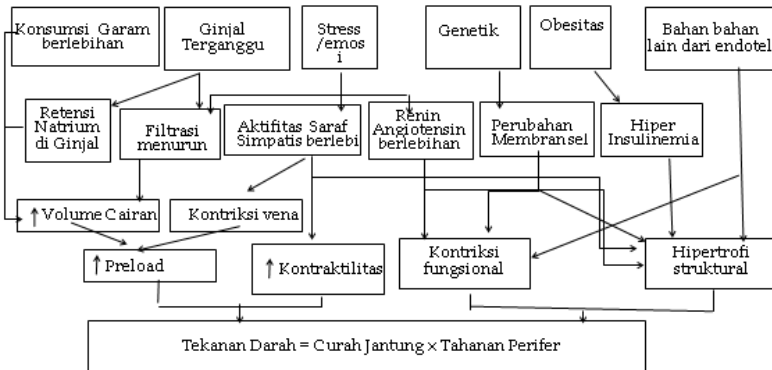 Konsumsi Garam
berlebihan
Ginjal
Terganggu
Stress
/emos
i
Genetik
Obesitas
Bahan bahan
lain dari endotel
Retensi
Natrium
di Ginjal
Filtrasi
menurun
Aktifitas Saraf
Simpatis berlebi
Renin
Angiotensin
berlebihan
Perubahan
Membran sel
Hiper
Insulinemia
↑ Volume Cairan
Kontriksi vena
↑ Preload
↑ Kontraktilitas
Kontriksi
fungsional
Hipertrofi
struktural
Tekanan Darah = Curah Jantung × Tahanan Perifer